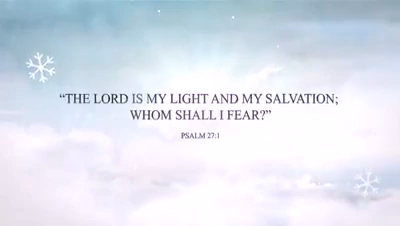 “THE LORD IS MY LIGHT AND MY SALVATION;
WHOM SHALL I FEAR?”
PSALM 27:1